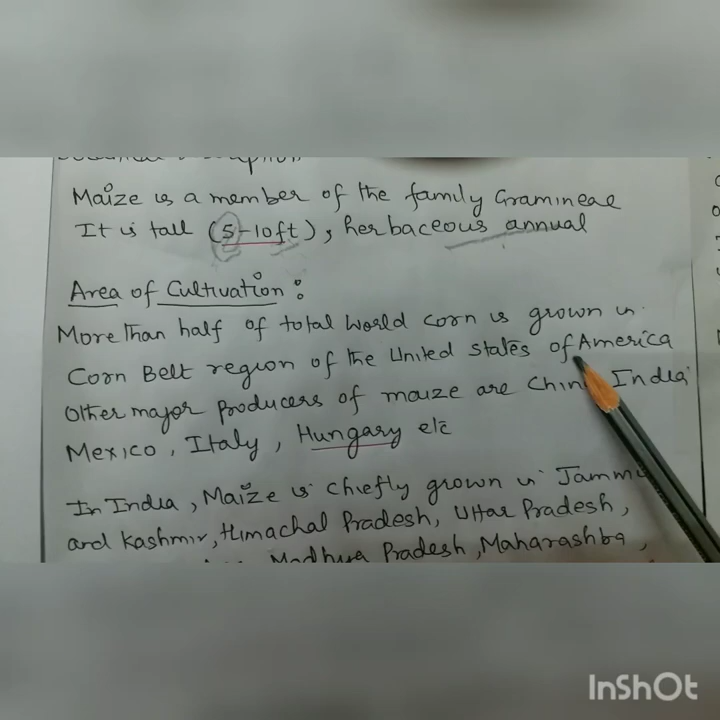 Maize is a member of the family Gramineae
It is tall (5-10ft), herbaceous annual
Area of Cultivation :
More than half of total World corn is grown in
Corn Belt region of the United States of America
Other major producers of maize are China India
Mexico, Italy, Hungary etc
In India, Maize is chiefly grown in Jammu
and Kashmir, Himachal Pradesh, Uttar Pradesh,
Madhya Pradesh, Maharashtra,
InShOt